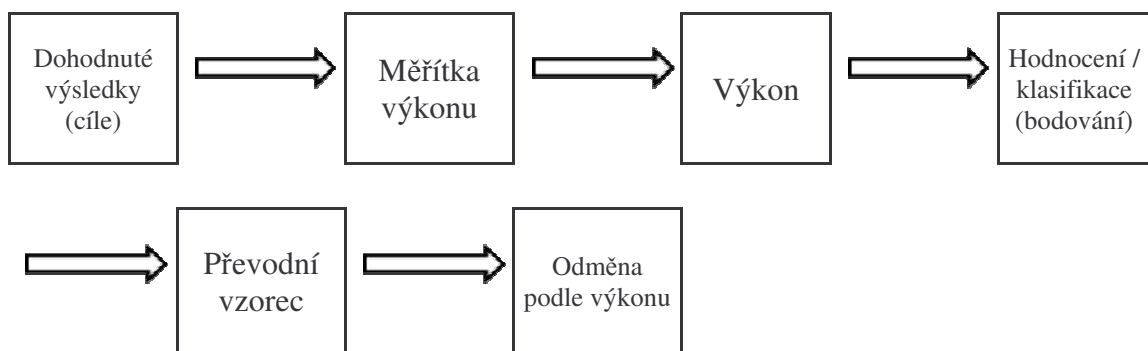 Dohodnuté
výsledky
(cíle)
Měřítka
výkonu
Výkon
Hodnocení /
klasifikace
(bodování)
Převodní
vzorec
Odměna
podle výkonu